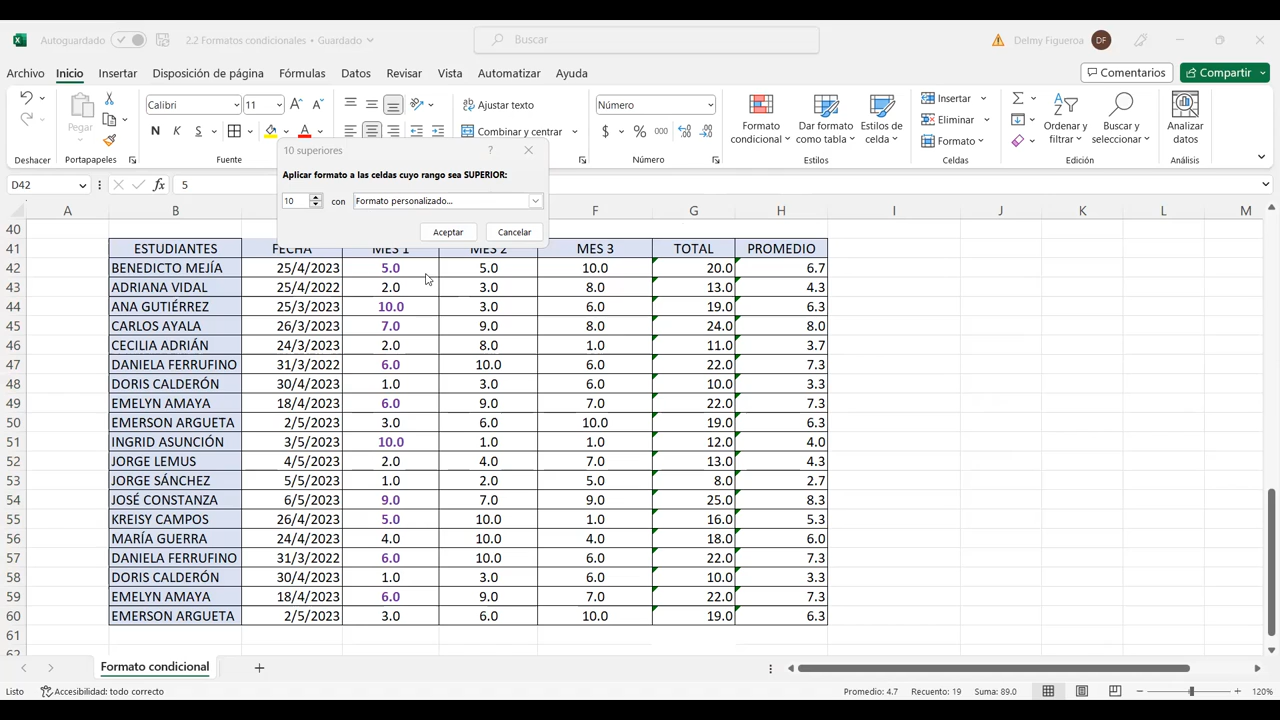 Autoguardado 2.2 Formatos condicionales • Guardado Buscar Delmy Figueroa DF
Archivo Inicio Insertar Disposición de página Fórmulas Datos Revisar Vista Automatizar Ayuda Comentarios Compartir
Pegar
Calibri 11
N K S A
Ajustar texto
Combinar y centrar
Número
$ % 000
Formato condicional
Dar formato como tabla
Estilos de celda
Insertar
Eliminar
Formato
Ordenar y filtrar
Buscar y seleccionar
Analizar datos
Deshacer Portapapeles Fuente Número Estilos Celdas Edición
10 superiores ?
Aplicar formato a las celdas cuyo rango sea SUPERIOR:
10 con Formato personalizado...
Aceptar Cancelar
D42 fx 5
A B F G H I J K L M
40
41 ESTUDIANTES FECHA MES 1 MES 2 MES 3 TOTAL PROMEDIO
42 BENEDICTO MEJÍA 25/4/2023 5.0 5.0 10.0 20.0 6.7
43 ADRIANA VIDAL 25/4/2022 2.0 3.0 8.0 13.0 4.3
44 ANA GUTIÉRREZ 25/3/2023 10.0 3.0 6.0 19.0 6.3
45 CARLOS AYALA 26/3/2023 7.0 9.0 8.0 24.0 8.0
46 CECILIA ADRIÁN 24/3/2022 2.0 8.0 1.0 11.0 3.7
47 DANIELA FERRUFINO 31/3/2022 6.0 10.0 6.0 22.0 7.3
48 DORIS CALDERÓN 30/4/2023 1.0 3.0 6.0 10.0 3.3
49 EMELYN AMAYA 18/4/2023 6.0 9.0 7.0 22.0 7.3
50 EMERSON ARGUETA 2/5/2023 3.0 6.0 10.0 19.0 6.3
51 INGRID ASUNCIÓN 3/5/2023 10.0 1.0 1.0 12.0 4.0
52 JORGE LEMUS 4/5/2023 2.0 4.0 7.0 13.0 4.3
53 JORGE SÁNCHEZ 5/5/2023 1.0 2.0 5.0 8.0 2.7
54 JOSÉ CONSTANZA 6/5/2023 9.0 7.0 9.0 25.0 8.3
55 KREISY CAMPOS 26/4/2023 5.0 10.0 1.0 16.0 5.3
56 MARÍA GUERRA 24/4/2023 4.0 10.0 4.0 18.0 6.0
57 DANIELA FERRUFINO 31/3/2022 6.0 10.0 6.0 22.0 7.3
58 DORIS CALDERÓN 30/4/2023 1.0 3.0 6.0 10.0 3.3
59 EMELYN AMAYA 18/4/2023 6.0 9.0 7.0 22.0 7.3
60 EMERSON ARGUETA 2/5/2023 3.0 6.0 10.0 19.0 6.3
61
Formato condicional
Listo Accesibilidad: todo correcto Promedio: 4.7 Recuento: 19 Suma: 89.0 120%